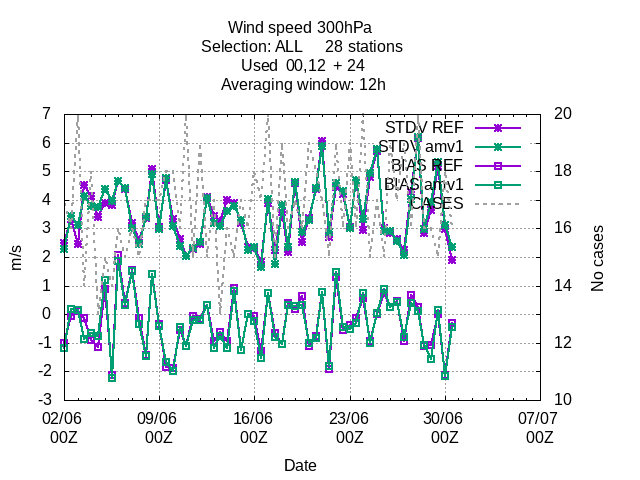 Wind speed 300hPa
Selection: ALL 28 stations
Used 00,12 + 24
Averaging window: 12h
7 20
STDV REF
6
STDV amv1
5 18
BIAS REF
BIAS amv1
4
CASES
3 16
2
1 14
0
-1 12
-2
-3 10
m/s
No cases
02/06 09/06 16/06 23/06 30/06 07/07
00Z 00Z 00Z 00Z 00Z 00Z
Date